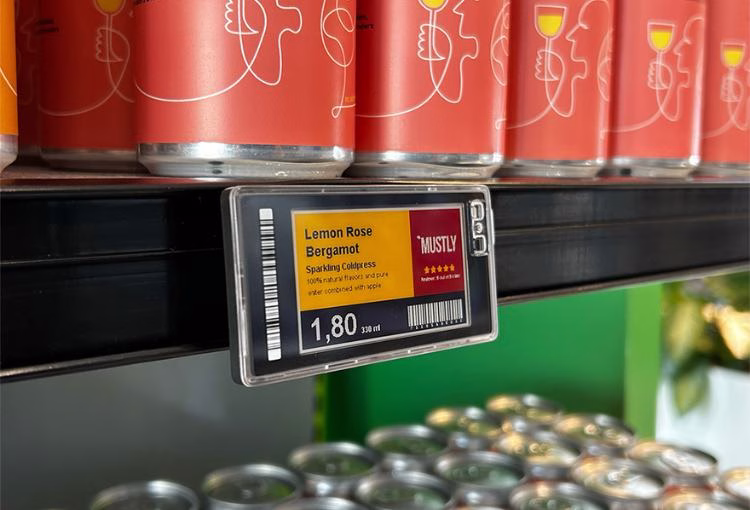 Lemon Rose
Bergamot
Sparkling Coldpress
100% natural flavors and pure
water combined with apple
1,80 330 ml
MUSTLY